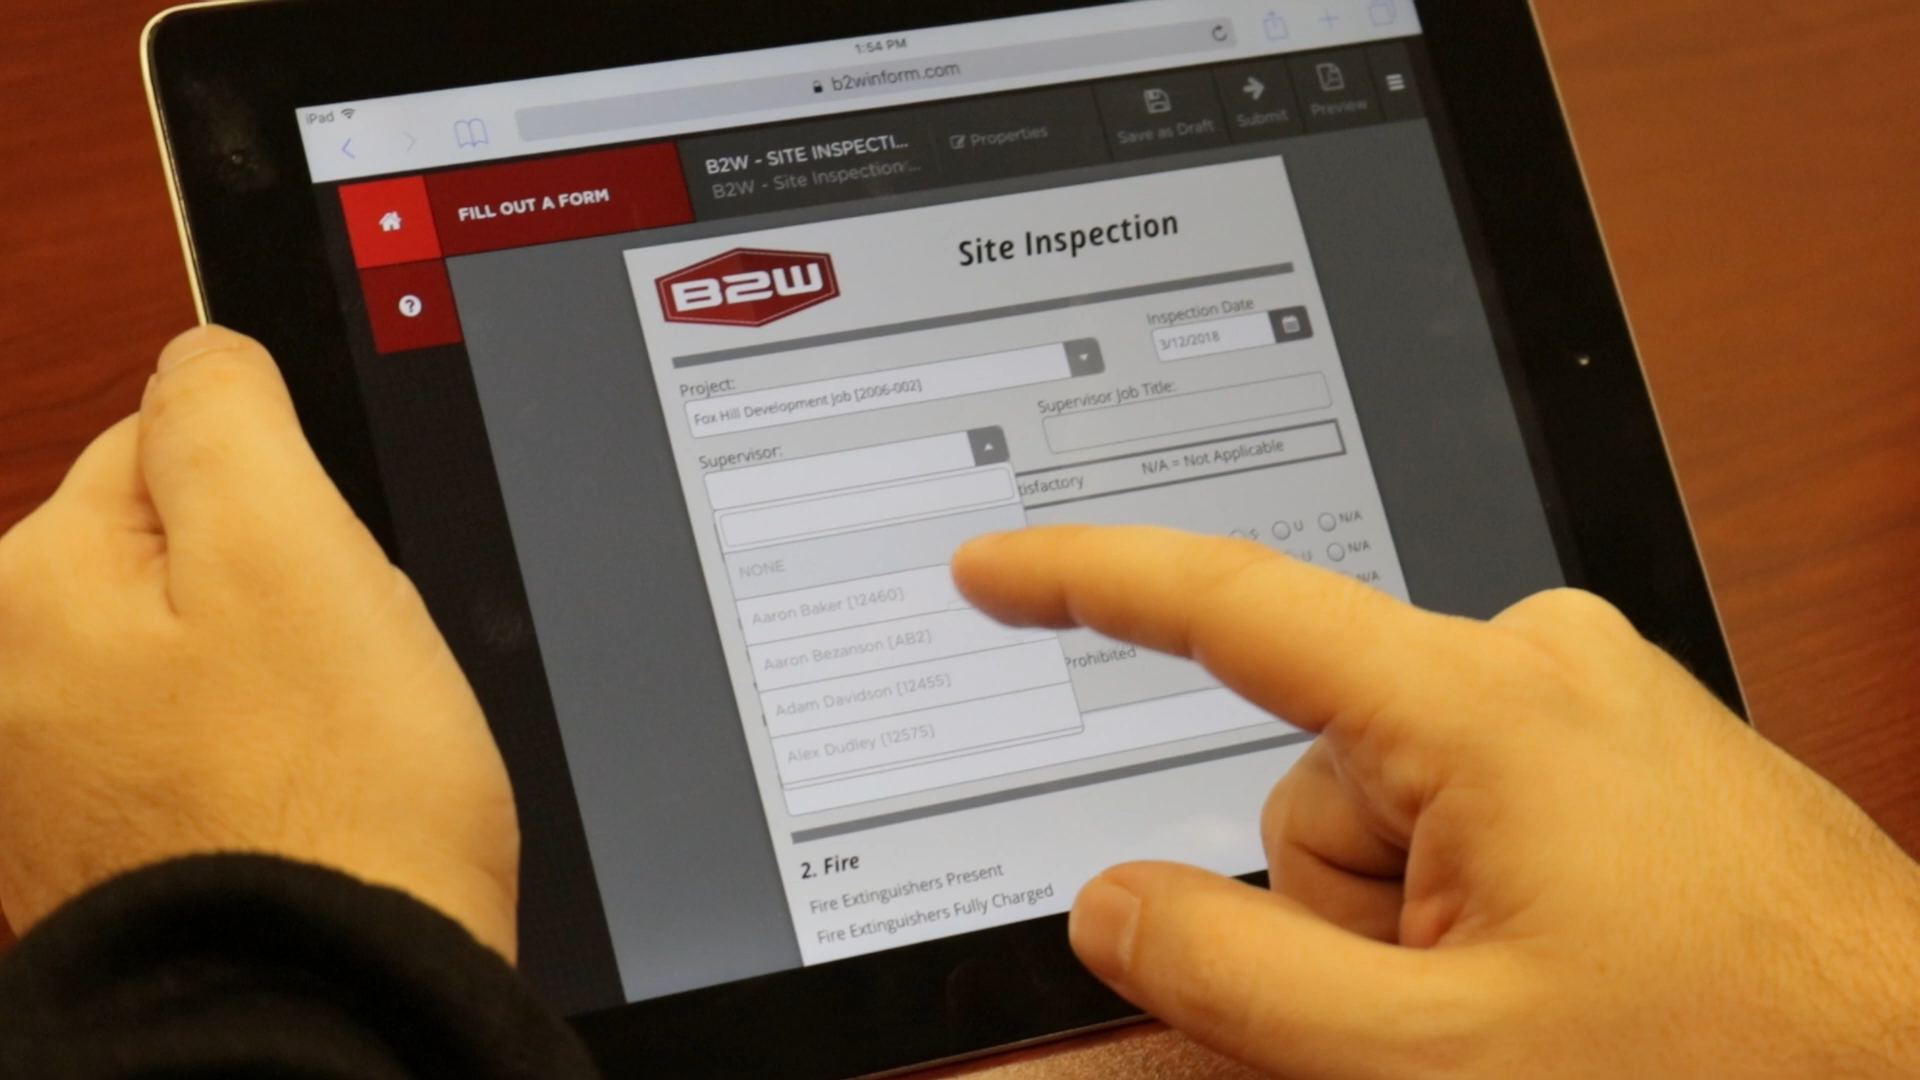 1:54 PM
iPad
b2winform.com
B2W - SITE INSPECTI...
B2W - Site Inspection-...
Properties
Save as Draft
Submit
Preview
FILL OUT A FORM
?
B2W
Site Inspection
Inspection Date
3/12/2018
Project:
Fox Hill Development Job [2006-002]
Supervisor Job Title:
Supervisor:
tisfactory
N/A = Not Applicable
NONE
S U N/A
U N/A
N/A
Aaron Baker [12460]
Aaron Bezanson [AB2]
Prohibited
Adam Davidson [12455]
Alex Dudley [12575]
2. Fire
Fire Extinguishers Present
Fire Extinguishers Fully Charged